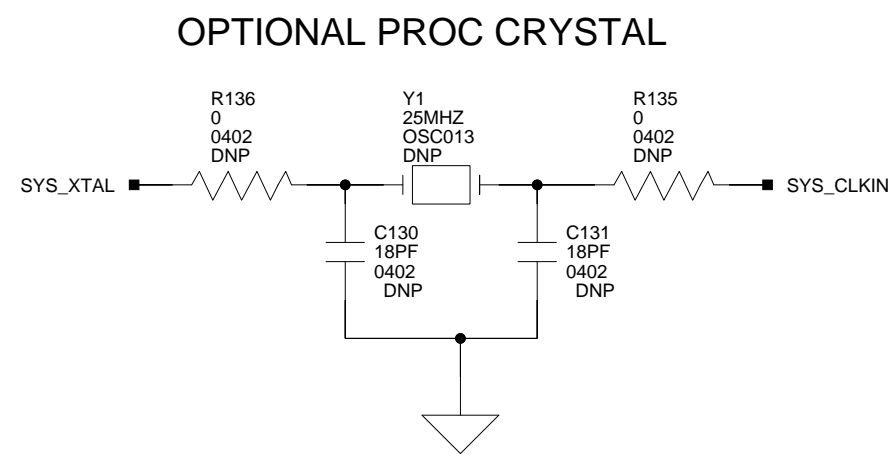 OPTIONAL PROC CRYSTAL
R136
0
0402
DNP
Y1
25MHZ
OSC013
DNP
R135
0
0402
DNP
SYS_XTAL
SYS_CLKIN
C130
18PF
0402
DNP
C131
18PF
0402
DNP